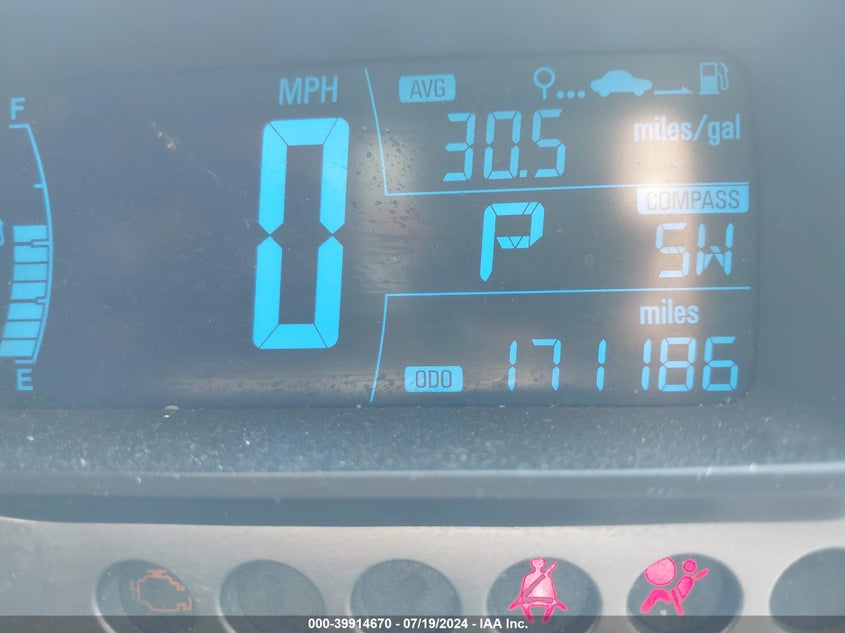 F
E
MPH
0
AVG
30.5 miles/gal
COMPASS
P SW
miles
ODO 171186
000-39914670 - 07/19/2024 - IAA Inc.